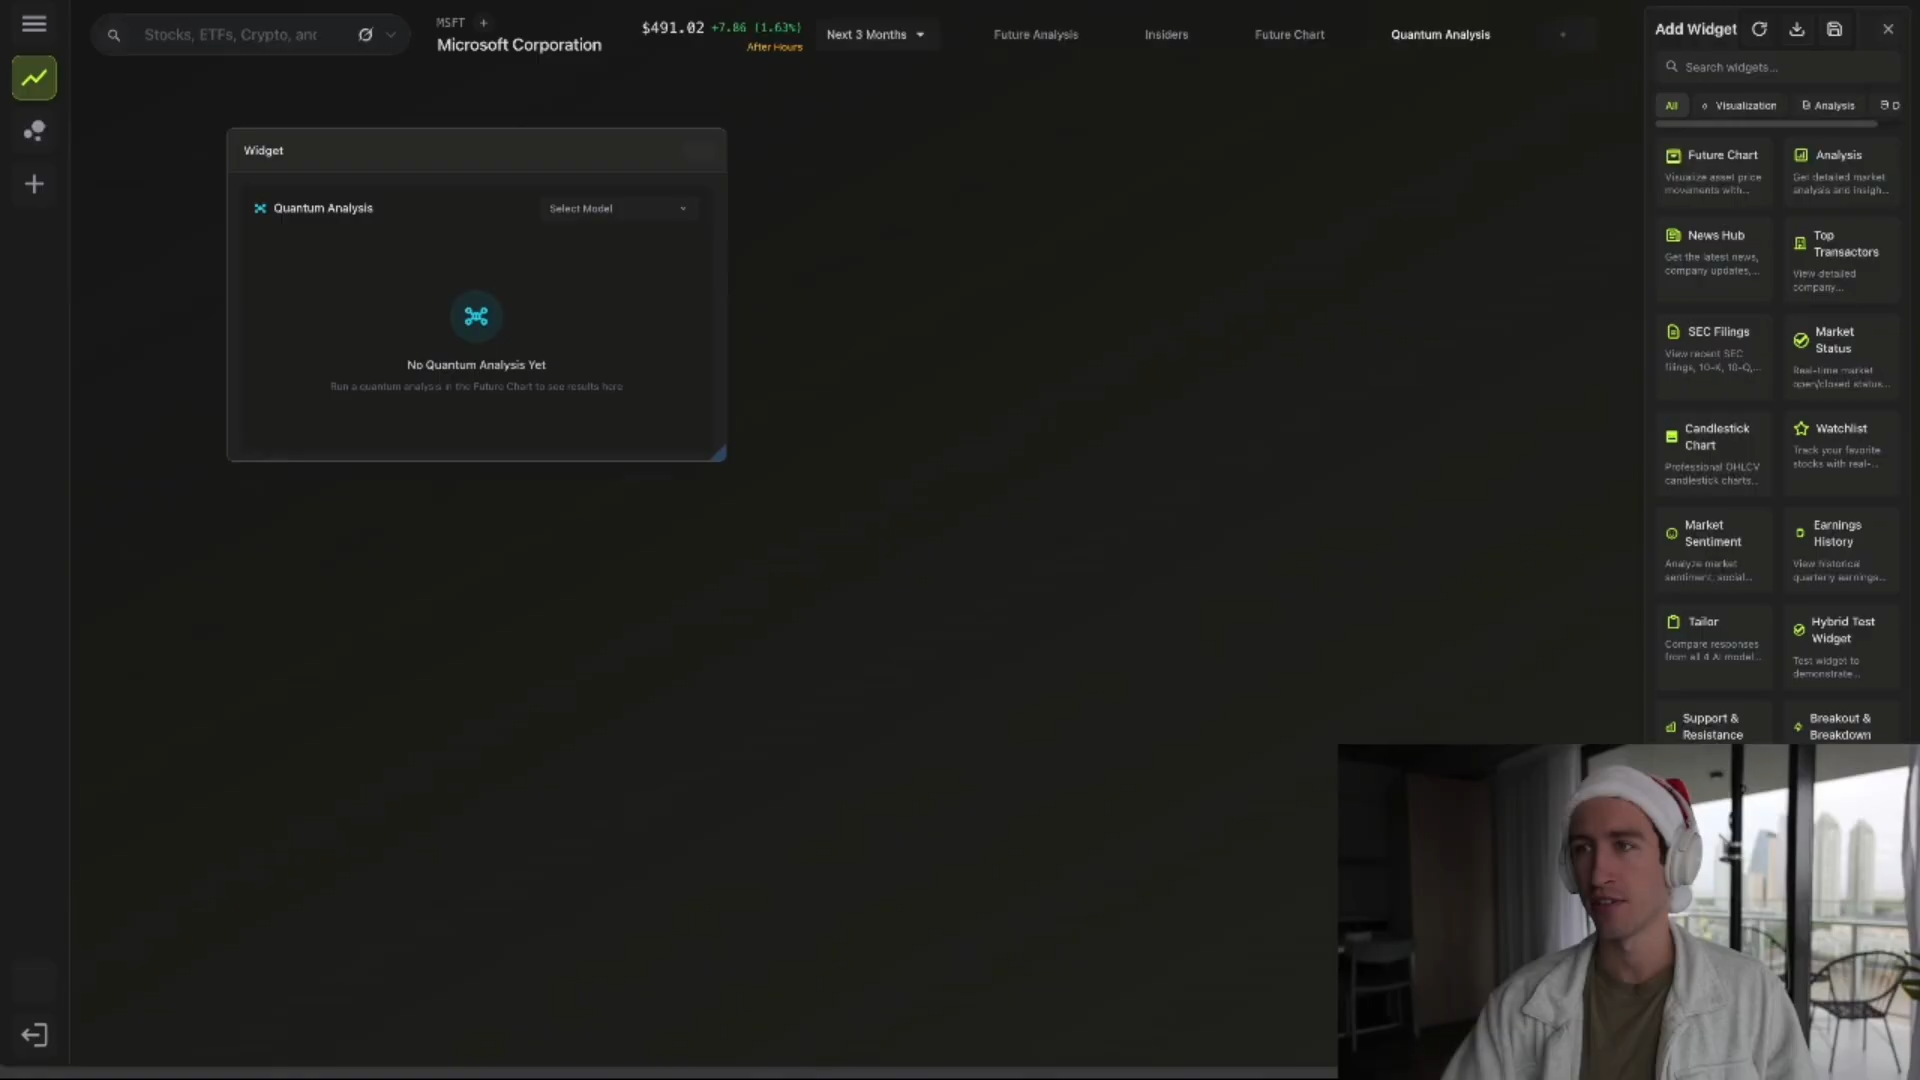 Stocks, ETFs, Crypto, and
MSFT +
Microsoft Corporation
$491.02 +7.86 (1.63%)
After Hours
Next 3 Months
Future Analysis
Insiders
Future Chart
Quantum Analysis
Widget
Quantum Analysis
Select Model
No Quantum Analysis Yet
Run a quantum analysis in the Future Chart to see results here
Add Widget
Search widgets...
All
Visualization
Analysis
D
Future Chart
Visualize asset price
movements with...
Analysis
Get detailed market
analysis and insigh...
News Hub
Get the latest news,
company updates,...
Top
Transactors
View detailed
company...
SEC Filings
View recent SEC
filings, 10-K, 10-Q,...
Market
Status
Real-time market
open/closed status...
Candlestick
Chart
Professional OHLCV
candlestick charts...
Watchlist
Track your favorite
stocks with real-...
Market
Sentiment
Analyze market
sentiment, social...
Earnings
History
View historical
quarterly earnings...
Tailor
Compare responses
from all 4 AI model...
Hybrid Test
Widget
Test widget to
demonstrate...
Support &
Resistance
Breakout &
Breakdown